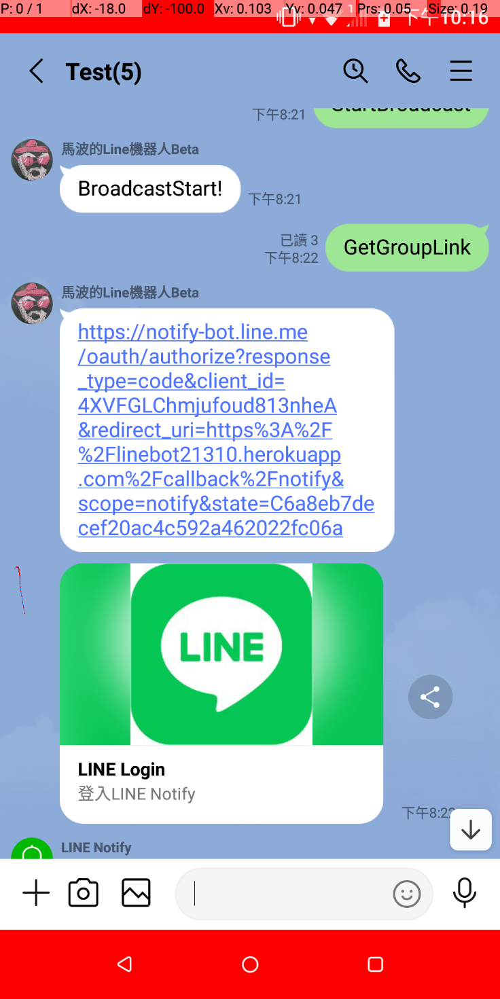 P: 0 / 1 dX: -18.0 dY: -100.0 Xv: 0.103 Yv: 0.047 Prs: 0.05 Size: 0.19
下午10:16
Test(5)
下午8:21 StartBroadcast
馬波的Line機器人Beta
BroadcastStart!
下午8:21
已讀 3
下午8:22
GetGroupLink
馬波的Line機器人Beta
https://notify-bot.line.me
/oauth/authorize?response
_type=code&client_id=
4XVFGLChmjufoud813nheA
&redirect_uri=https%3A%2F
%2Flinebot21310.herokuapp
.com%2Fcallback%2Fnotify&
scope=notify&state=C6a8eb7de
cef20ac4c592a462022fc06a
LINE
LINE Login
登入LINE Notify
下午8:22
LINE Notify